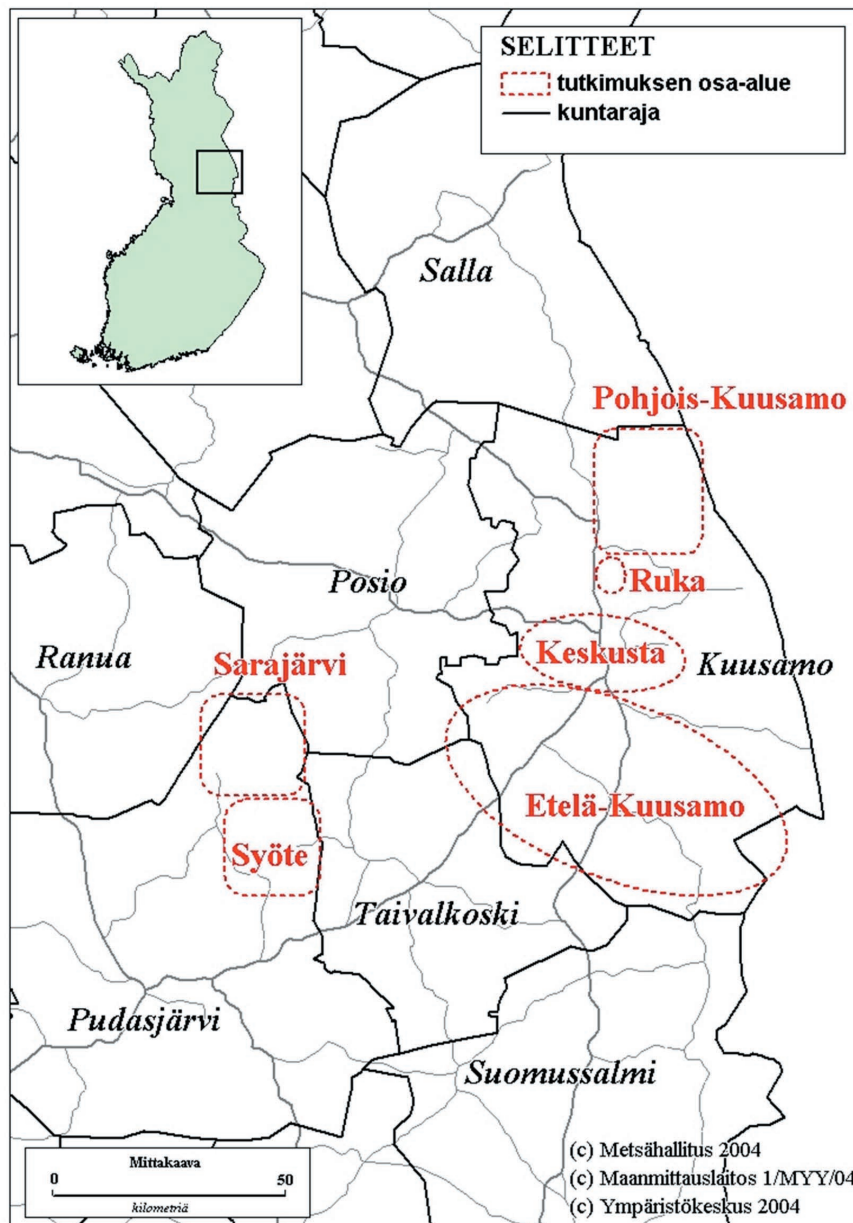 SELITTEET
tutkimuksen osa-alue
kuntaraja
Salla
Pohjois-Kuusamo
Posio
Ruka
Ranua
Sarajärvi
Keskusta
Kuusamo
Etelä-Kuusamo
Syöte
Taivalkoski
Pudasjärvi
Suomussalmi
Mittakaava
0 50
kilometriä
(c) Metsähallitus 2004
(c) Maanmittauslaitos 1/MYY/04
(c) Ympäristökeskus 2004